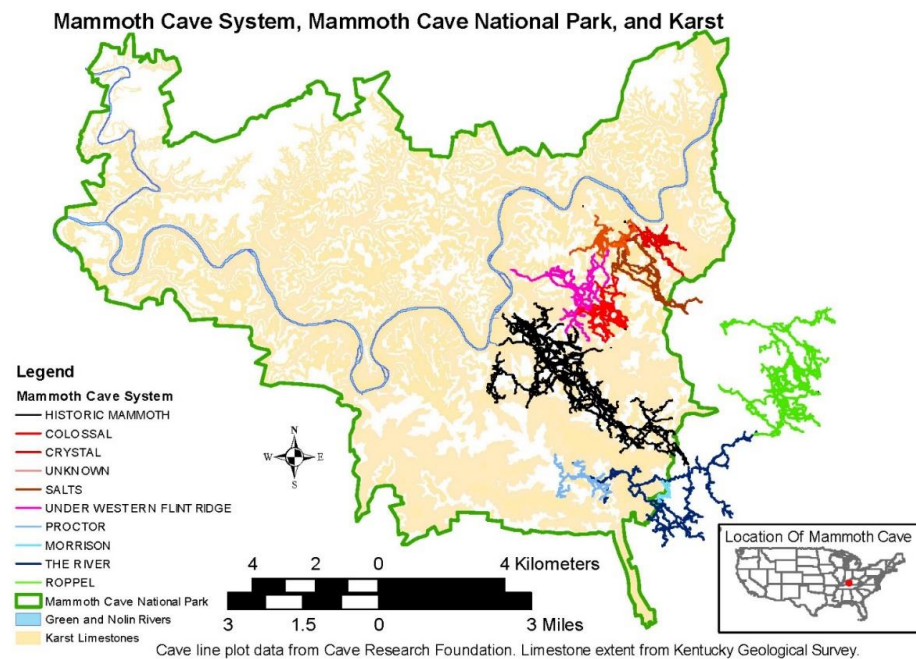 Mammoth Cave System, Mammoth Cave National Park, and Karst
Legend
Mammoth Cave System
HISTORIC MAMMOTH
COLOSSAL
CRYSTAL
UNKNOWN
SALTS
UNDER WESTERN FLINT RIDGE
PROCTOR
MORRISON
THE RIVER
ROPPEL
Mammoth Cave National Park
Green and Nolin Rivers
Karst Limestones
N
W E
S
4 2 0 4 Kilometers
3 1.5 0 3 Miles
Location Of Mammoth Cave
Cave line plot data from Cave Research Foundation. Limestone extent from Kentucky Geological Survey.